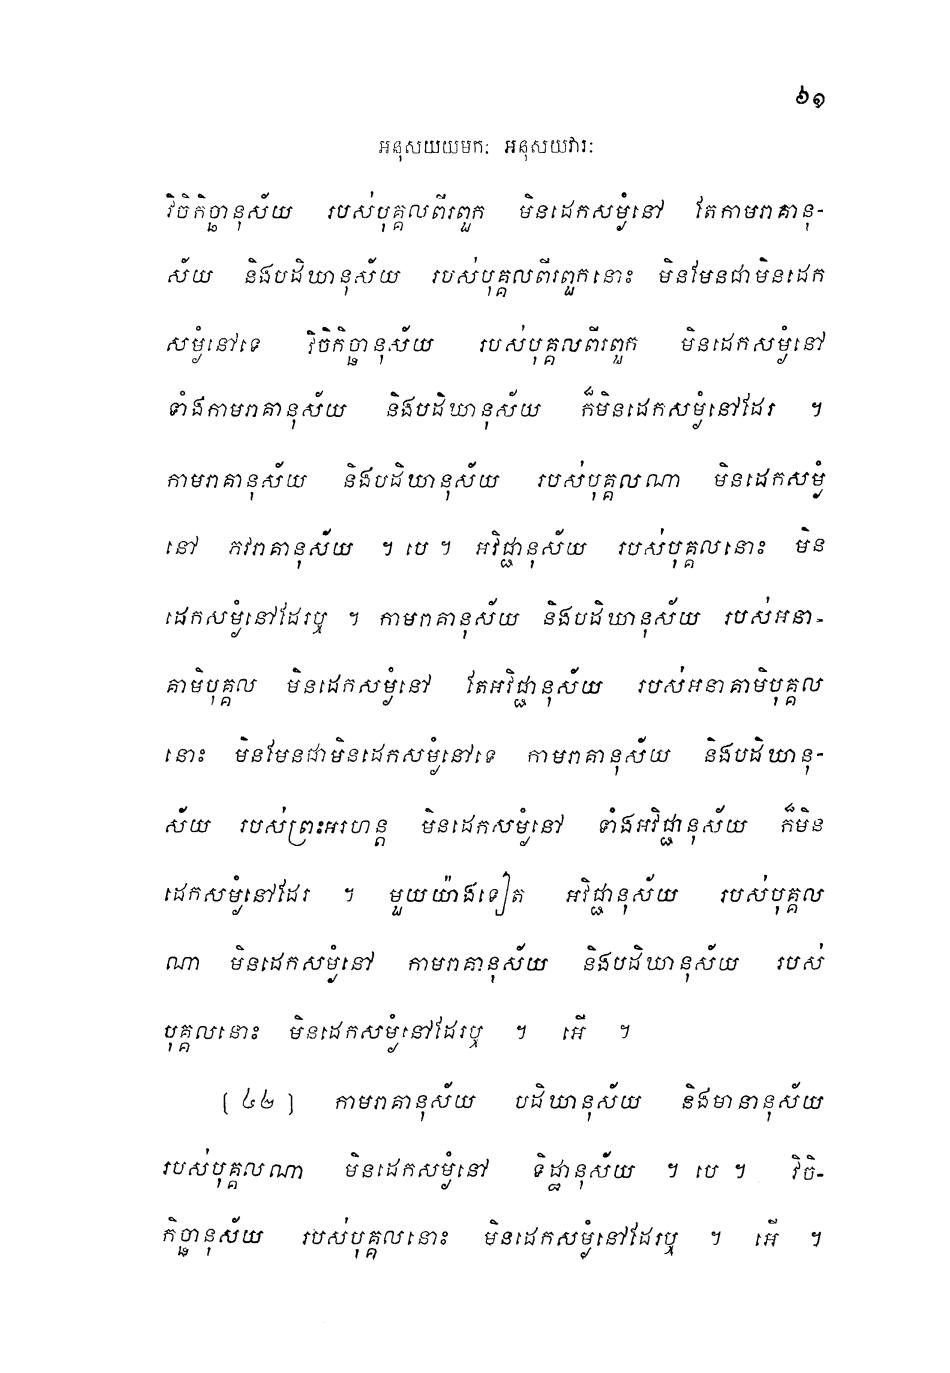 ៦១
អនុសយយមកៈ អនុសយវារៈ
វិចិកិច្ឆានុស័យ របស់បុគ្គលពីរពួក មិនដេកសម្ងំនៅ តែកាមរាគានុ-
ស័យ និងបដិឃានុស័យ របស់បុគ្គលពីរពួកនោះ មិនមែនជាមិនដេក
សម្ងំនៅទេ វិចិកិច្ឆានុស័យ របស់បុគ្គលពីរពួក មិនដេកសម្ងំនៅ
ទាំងកាមរាគានុស័យ និងបដិឃានុស័យ ក៏មិនដេកសម្ងំនៅដែរ ។
កាមរាគានុស័យ និងបដិឃានុស័យ របស់បុគ្គលណា មិនដេកសម្ងំ
នៅ ភវរាគានុស័យ ។ បេ ។ អវិជ្ជានុស័យ របស់បុគ្គលនោះ មិន
ដេកសម្ងំនៅដែរឬ ។ កាមរាគានុស័យ និងបដិឃានុស័យ របស់អនា-
គាមិបុគ្គល មិនដេកសម្ងំនៅ តែអវិជ្ជានុស័យ របស់អនាគាមិបុគ្គល
នោះ មិនមែនជាមិនដេកសម្ងំនៅទេ កាមរាគានុស័យ និងបដិឃានុ-
ស័យ របស់ព្រះអរហន្ត មិនដេកសម្ងំនៅ ទាំងអវិជ្ជានុស័យ ក៏មិន
ដេកសម្ងំនៅដែរ ។ មួយយ៉ាងទៀត អវិជ្ជានុស័យ របស់បុគ្គល
ណា មិនដេកសម្ងំនៅ កាមរាគានុស័យ និងបដិឃានុស័យ របស់
បុគ្គលនោះ មិនដេកសម្ងំនៅដែរឬ ។ អើ ។
[ ៤២ ] កាមរាគានុស័យ បដិឃានុស័យ និងមានានុស័យ
របស់បុគ្គលណា មិនដេកសម្ងំនៅ ទិដ្ឋានុស័យ ។ បេ ។ វិចិ-
កិច្ឆានុស័យ របស់បុគ្គលនោះ មិនដេកសម្ងំនៅដែរឬ ។ អើ ។